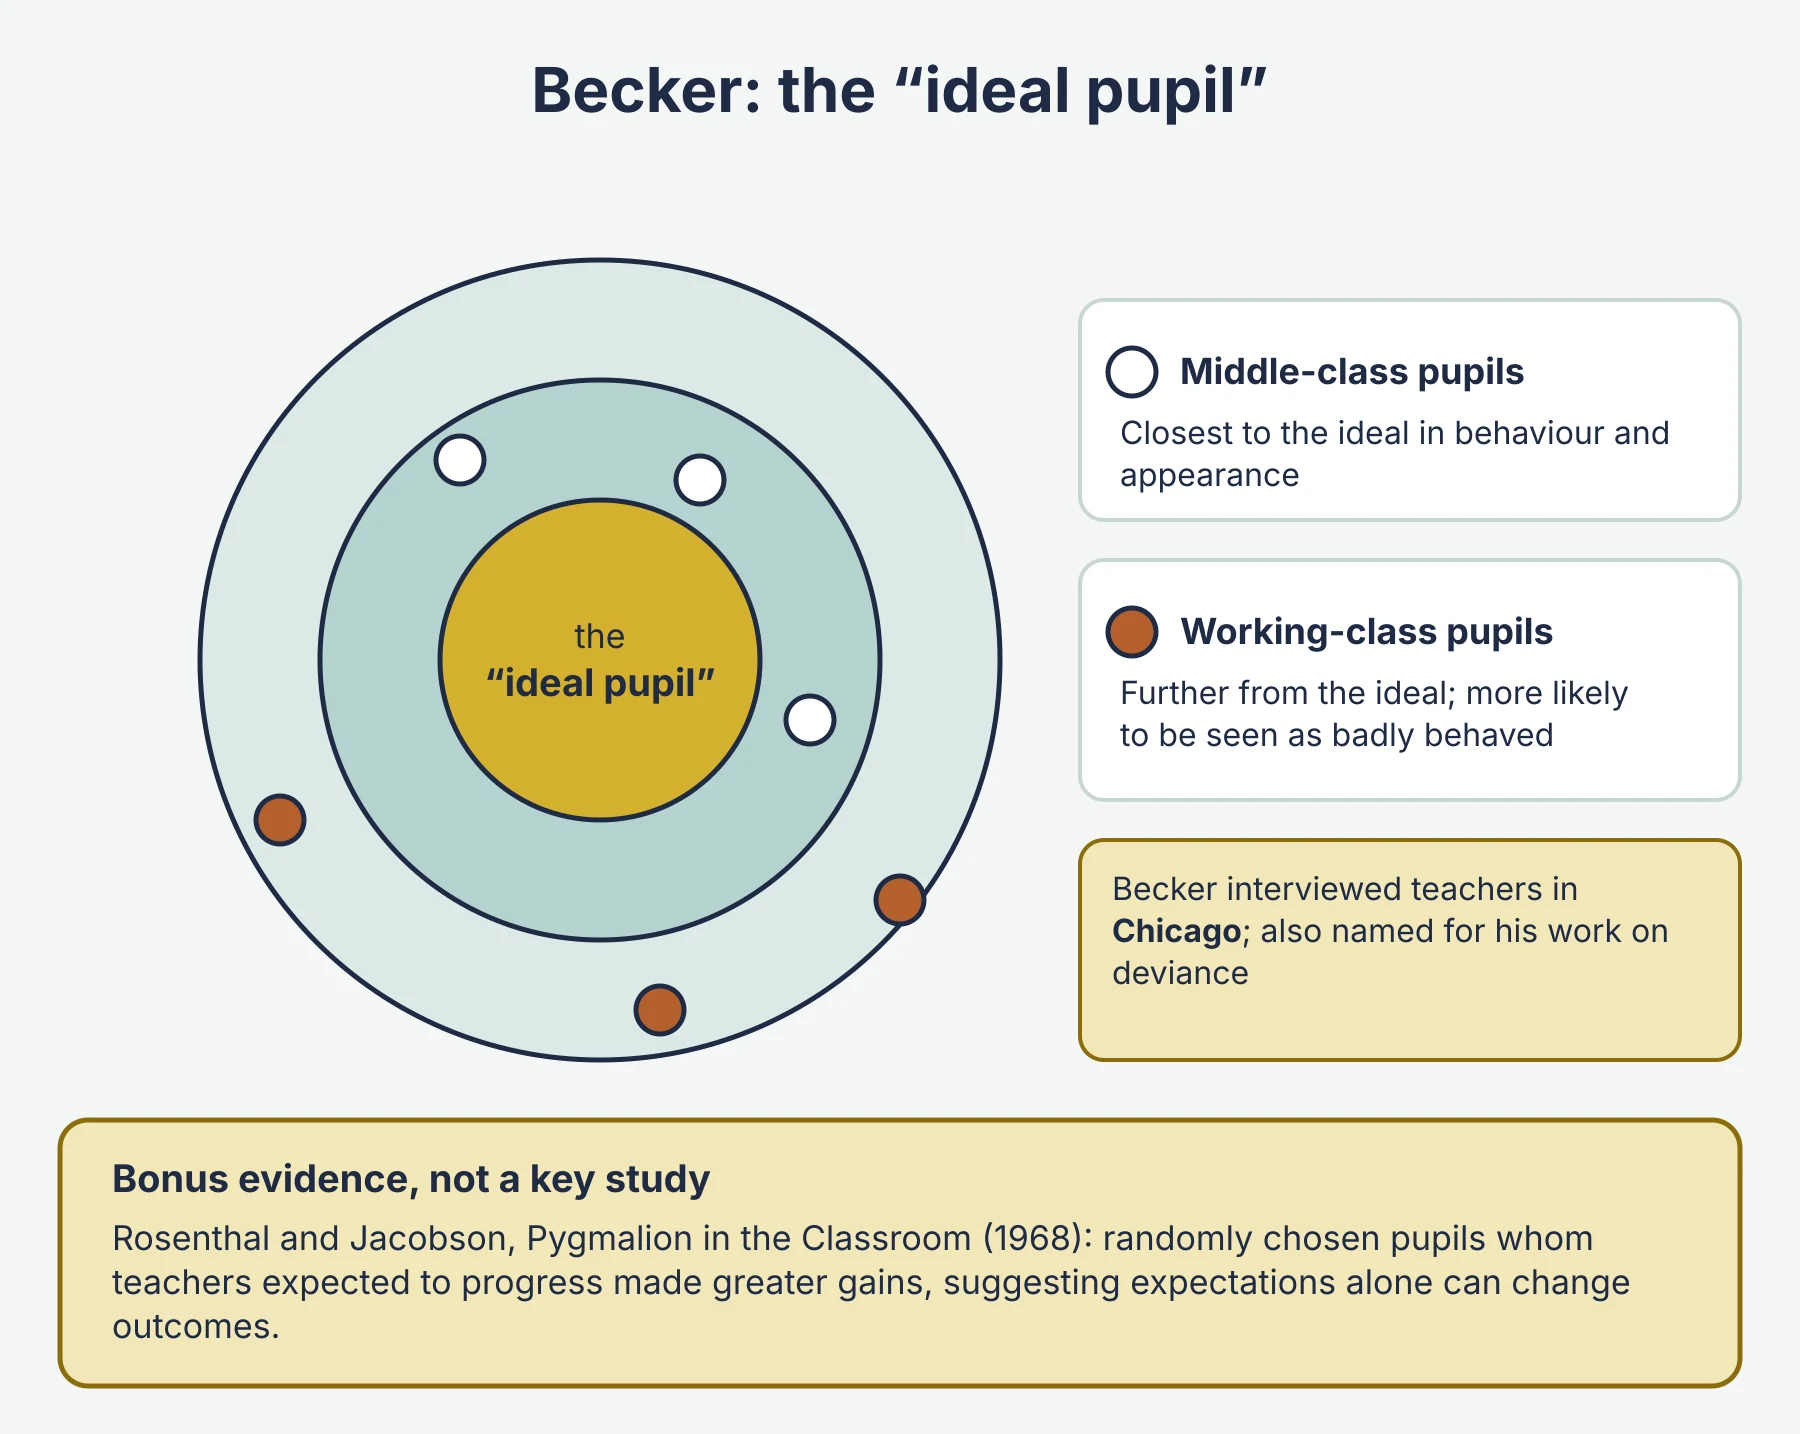 Becker: the “ideal pupil”
the
“ideal pupil”
Middle-class pupils
Closest to the ideal in behaviour and
appearance
Working-class pupils
Further from the ideal; more likely
to be seen as badly behaved
Becker interviewed teachers in
Chicago; also named for his work on
deviance
Bonus evidence, not a key study
Rosenthal and Jacobson, Pygmalion in the Classroom (1968): randomly chosen pupils whom
teachers expected to progress made greater gains, suggesting expectations alone can change
outcomes.